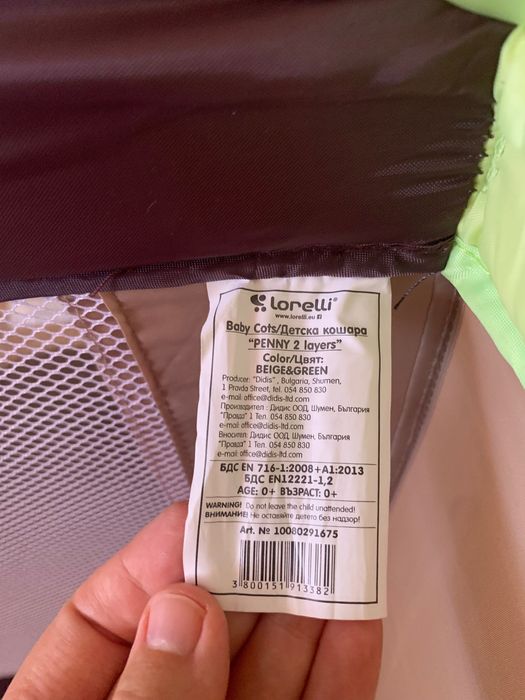 lorelli®
www.lorelli.eu
Baby Cots/Детска кошара
"PENNY 2 layers"
Color/Цвят:
BEIGE&GREEN
Producer: "Didis", Bulgaria, Shumen,
1 Pravda Street, tel. 054 850 830
e-mail: office@didis-ltd.com
Производител : Дидис ООД, Шумен, България
"Правда" 1 Тел. 054 850 830
e-mail: office@didis-ltd.com
Вносител: Дидис ООД, Шумен, България
"Правда" 1 Тел. 054 850 830
e-mail: office@didis-ltd.com
БДС EN 716-1:2008+A1:2013
БДС EN12221-1,2
AGE: 0+ ВЪЗРАСТ: 0+
WARNING! Do not leave the child unattended!
ВНИМАНИЕ! Не оставяйте детето без надзор!
Art. № 10080291675
3 800151 913382